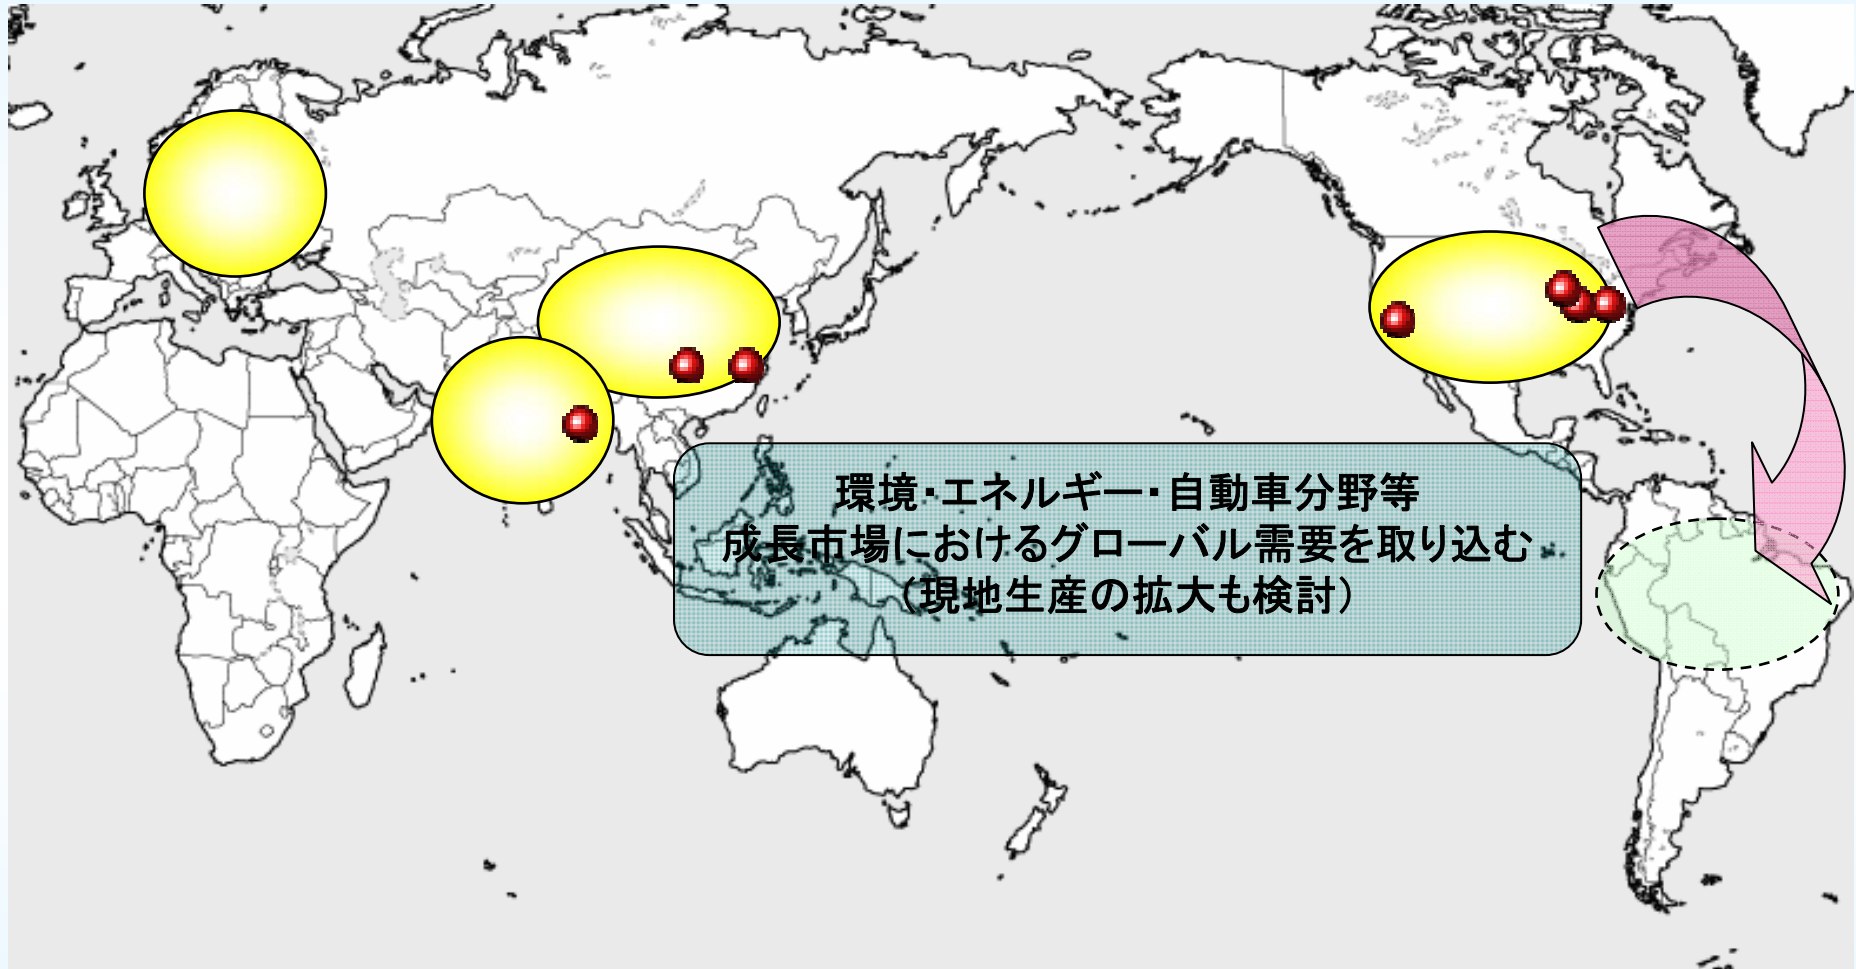 環境・エネルギー・自動車分野等
成長市場におけるグローバル需要を取り込む
（現地生産の拡大も検討）